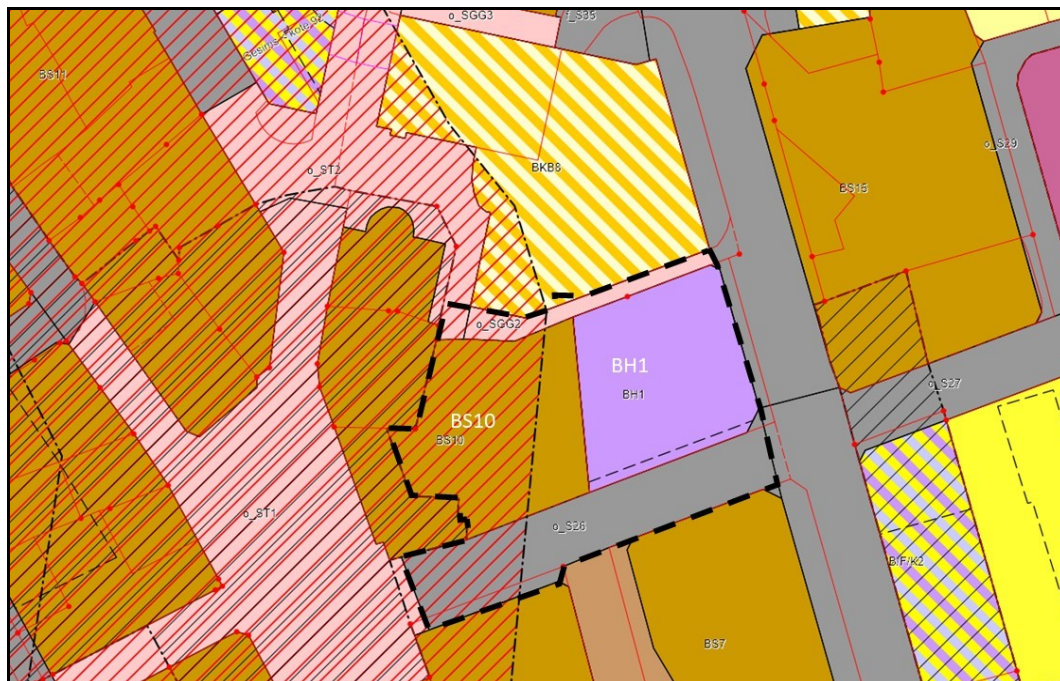 o_SGG3
f_S35
BS11
o_S29
o_ST2
BKB8
BS15
o_SGG2
BH1
BH1
o_S27
BS10
BS10
o_ST1
o_S26
B/F/K2
BS7